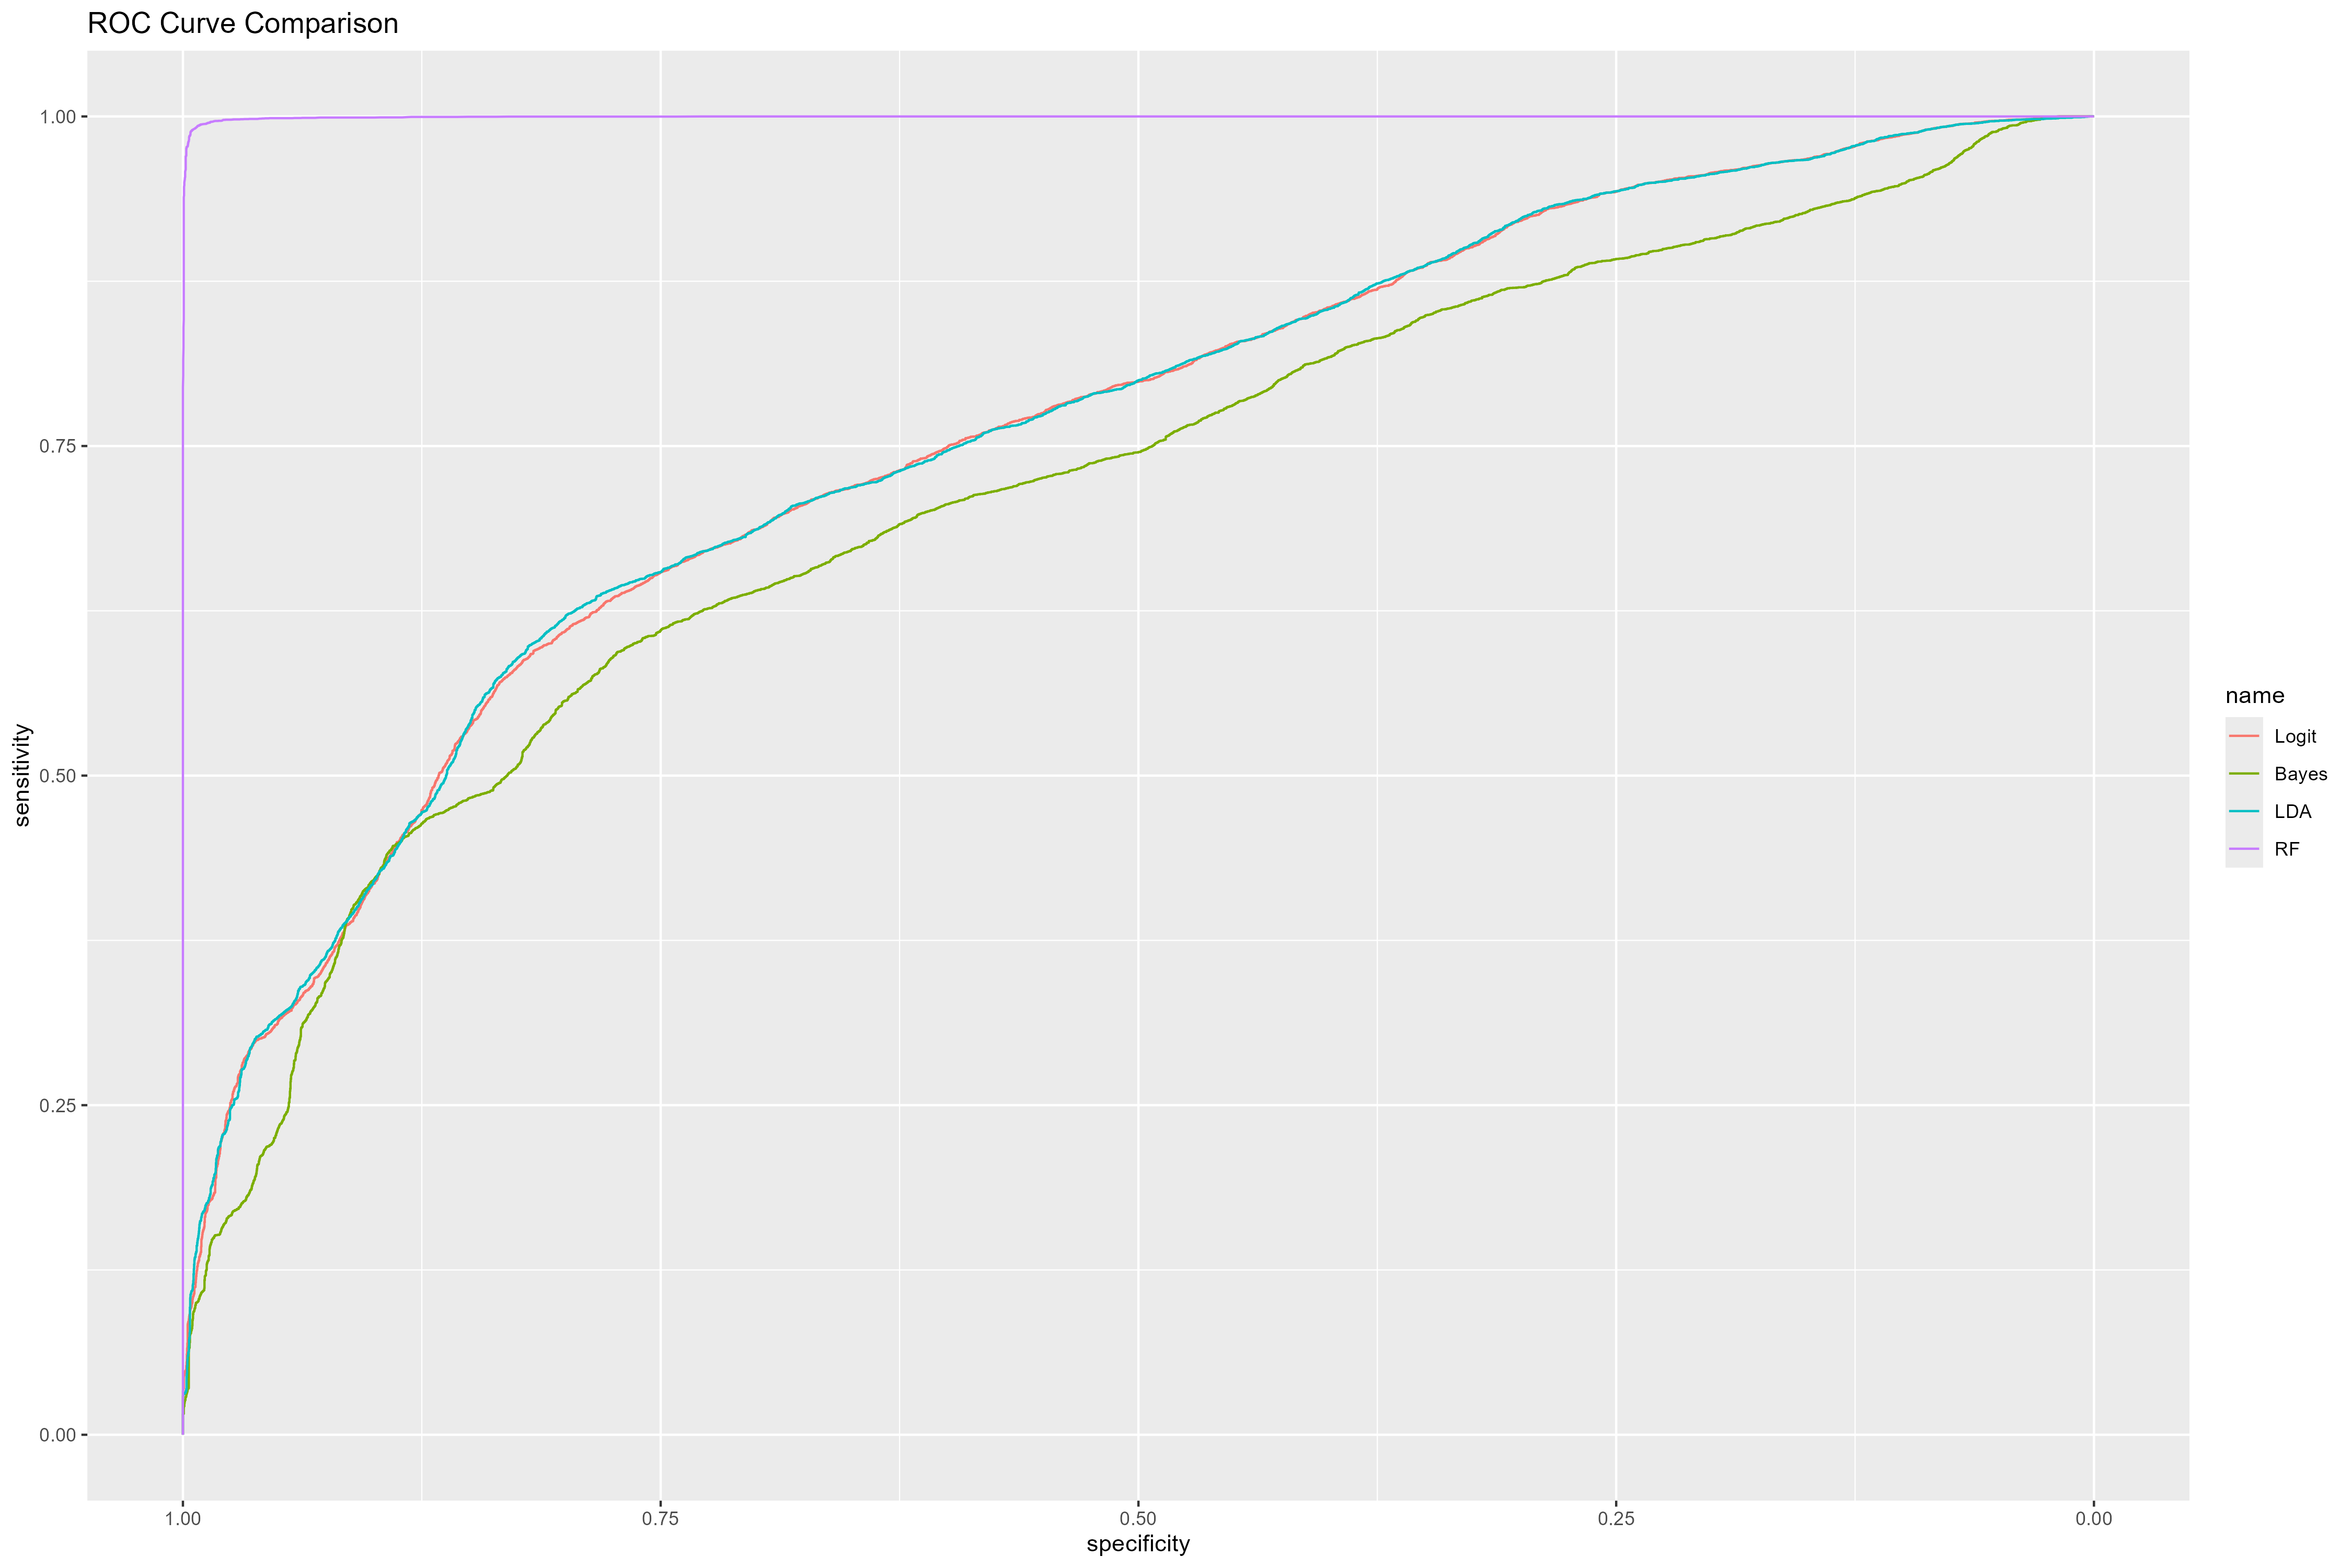 ROC Curve Comparison
1.00
0.75
0.50
0.25
0.00
sensitivity
1.00
0.75
0.50
0.25
0.00
specificity
name
Logit
Bayes
LDA
RF